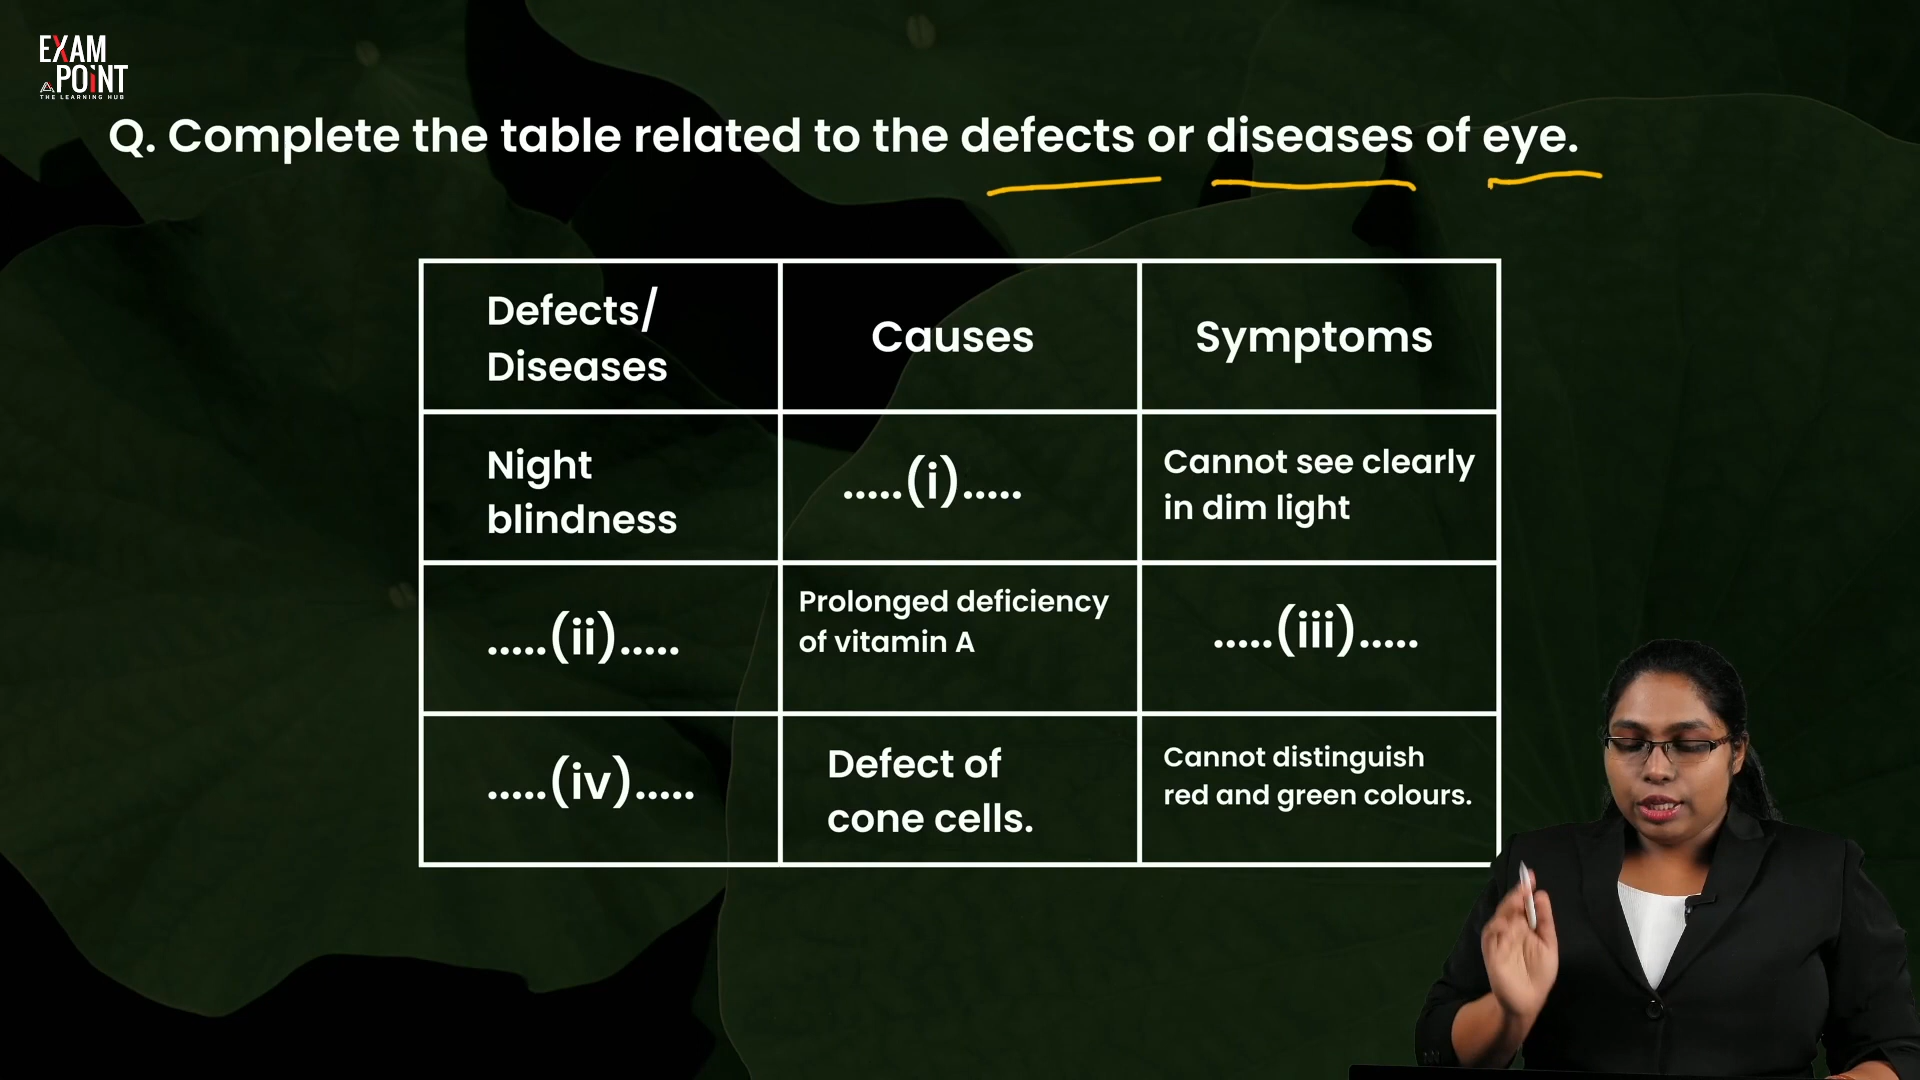 EXAM
POINT
THE LEARNING HUB
Q. Complete the table related to the defects or diseases of eye.
Defects/
Diseases
Causes
Symptoms
Night
blindness
.....(i).....
Cannot see clearly
in dim light
.....(ii).....
Prolonged deficiency
of vitamin A
.....(iii).....
.....(iv).....
Defect of
cone cells.
Cannot distinguish
red and green colours.